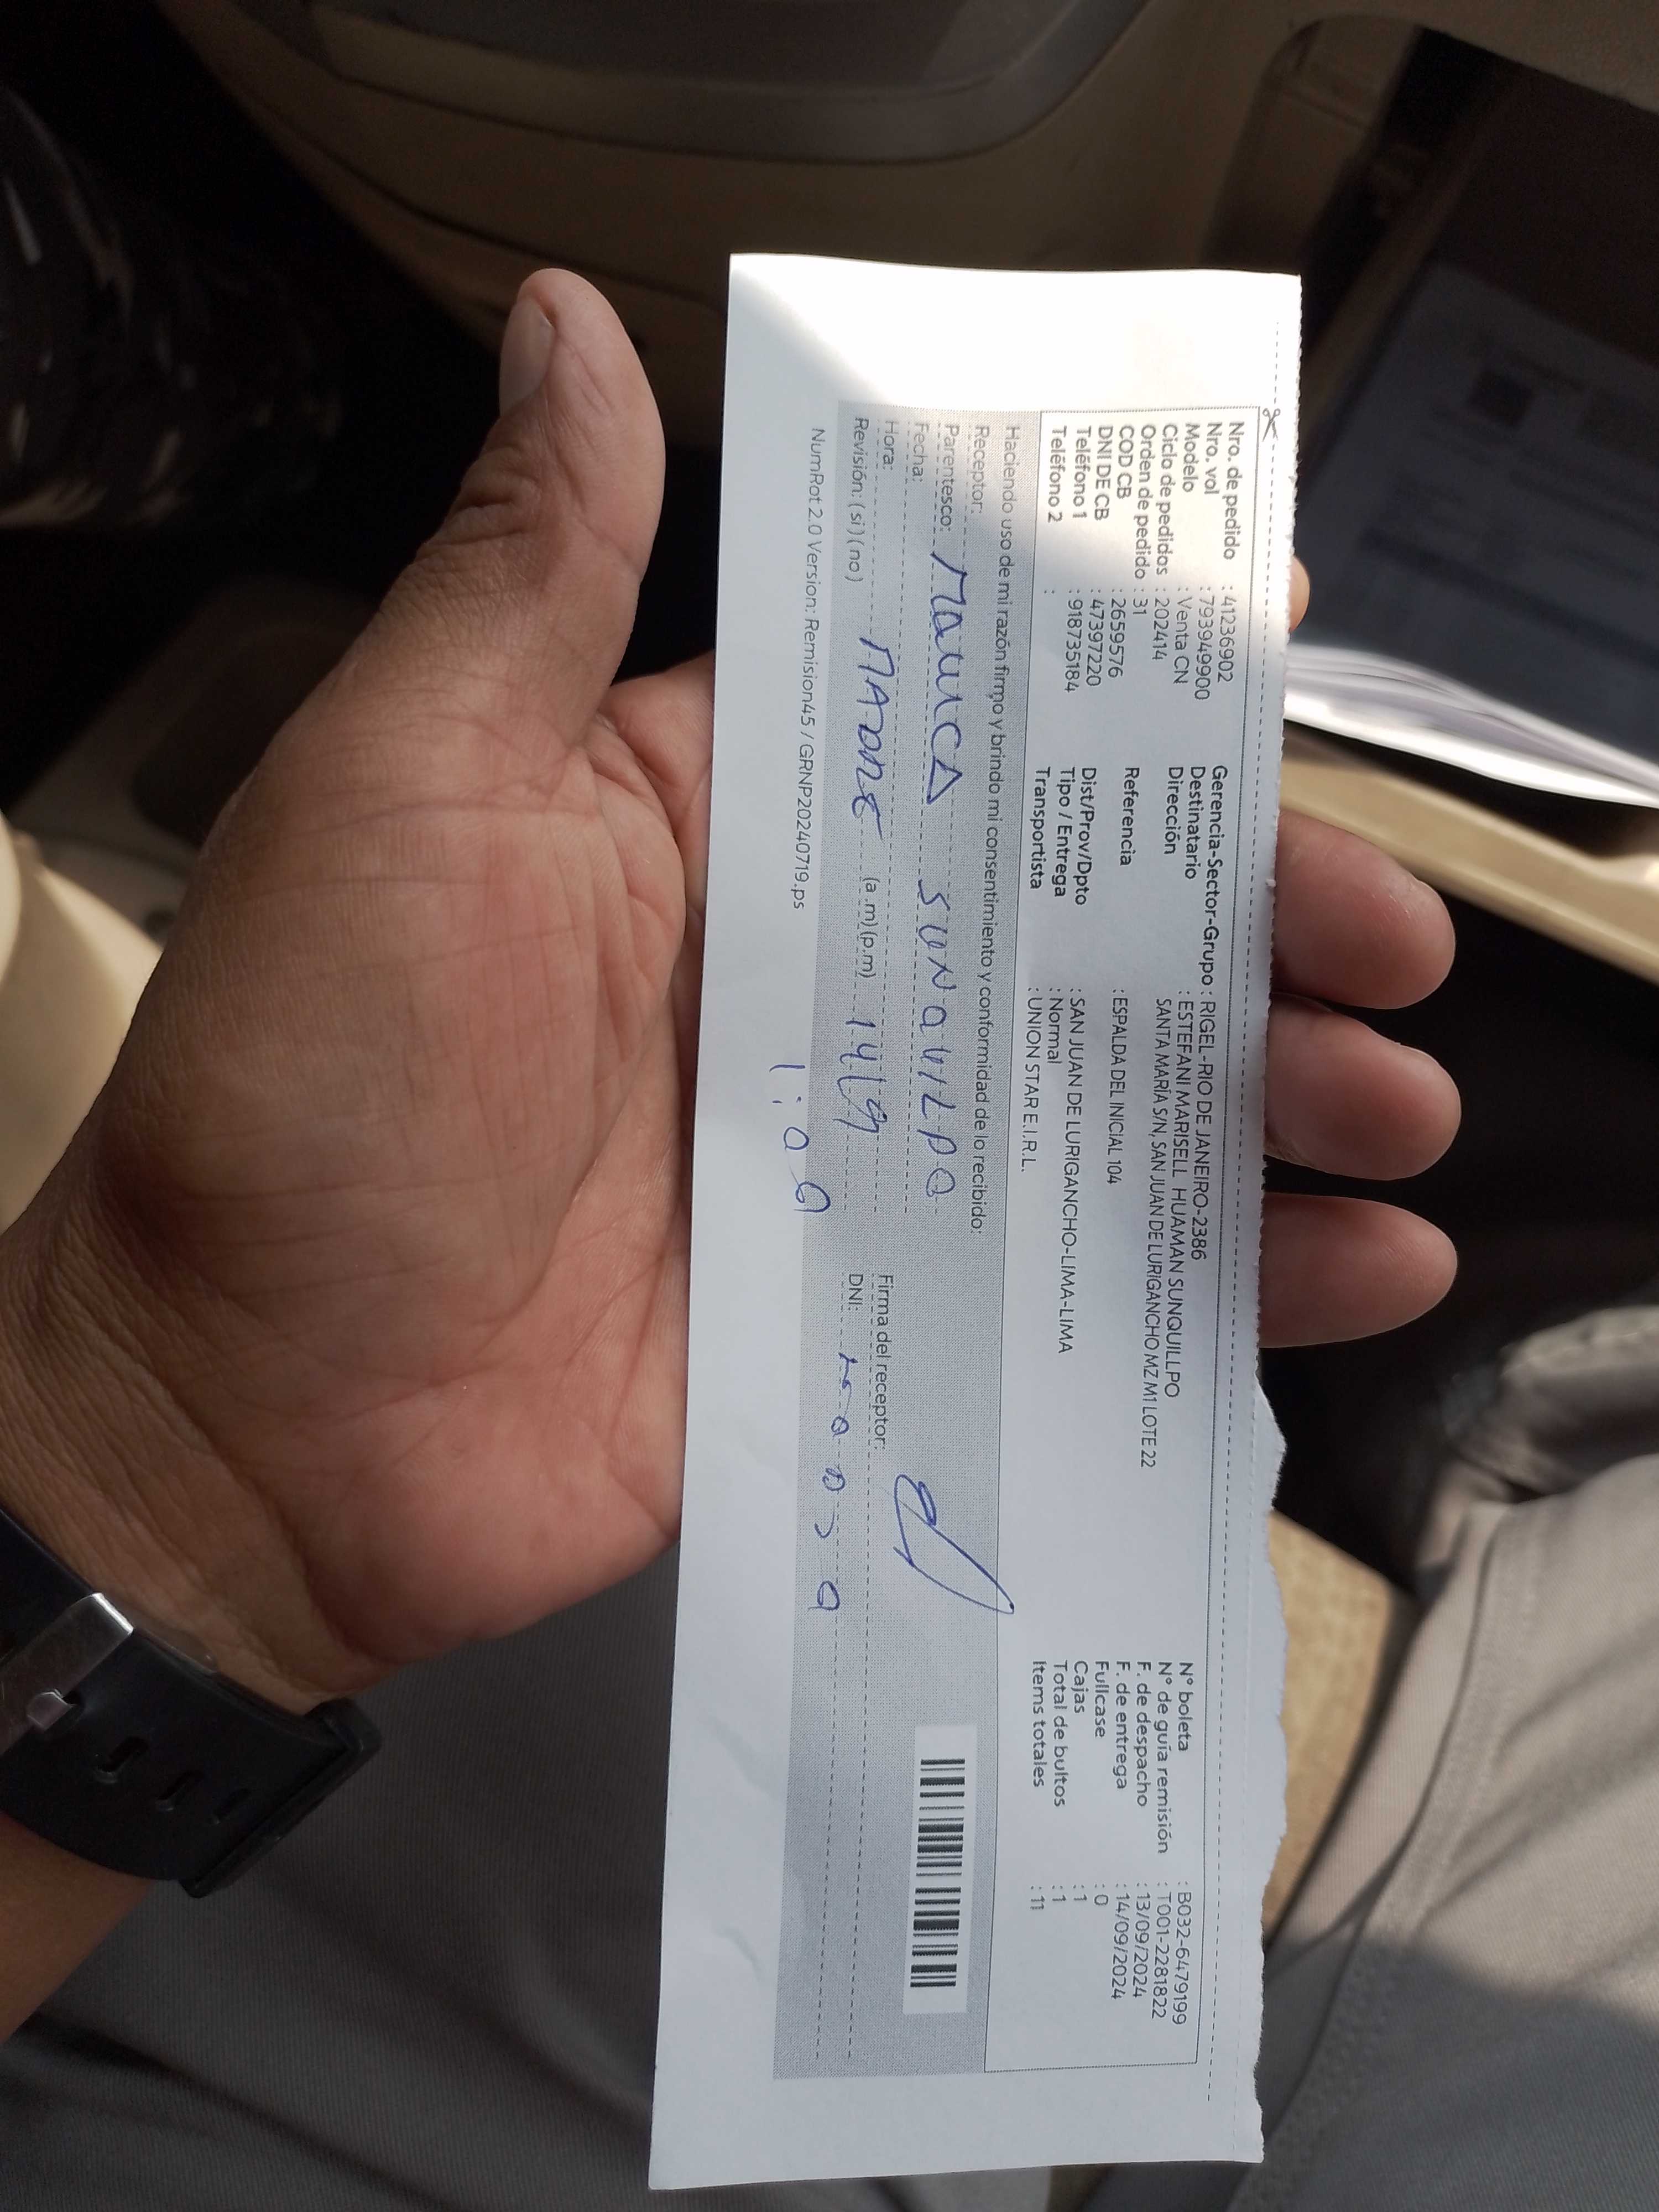 Nro. de pedido : 41236902
Nro. vol : 793949900
Modelo : Venta CN
Ciclo de pedidos : 202414
Orden de pedido : 31
COD CB : 2659576
DNI DE CB : 47397220
Teléfono 1 : 918735184
Teléfono 2 :
Gerencia-Sector-Grupo : RIGEL-RIO DE JANEIRO-2386
Destinatario : ESTEFANI MARISELL HUAMAN SUNQUILLPO
Dirección SANTA MARÍA S/N, SAN JUAN DE LURIGANCHO MZ M1 LOTE 22
Referencia : ESPALDA DEL INICIAL 104
Dist/Prov/Dpto : SAN JUAN DE LURIGANCHO-LIMA-LIMA
Tipo / Entrega : Normal
Transportista : UNION STAR E.I.R.L.
N° boleta : B032-6479199
N° de guía remisión : T001-2281822
F. de despacho : 13/09/2024
F. de entrega : 14/09/2024
Fullcase : 0
Cajas : 1
Total de bultos : 1
Items totales : 11
Haciendo uso de mi razón firmo y brindo mi consentimiento y conformidad de lo recibido:
Receptor:
Parentesco:
Fecha: MADRE
Hora: (a.m)(p.m) 14/9
Revisión: (si) (no)
Firma del receptor:
DNI:
NumRot 2.0 Version: Remision45 / GRNP20240719.ps